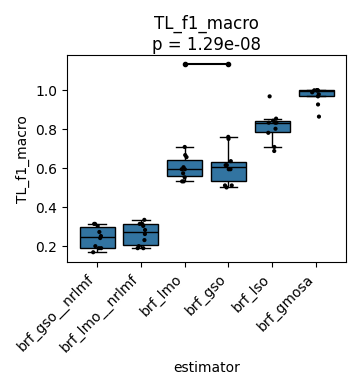 TL_f1_macro
p = 1.29e-08
TL_f1_macro
1.0
0.8
0.6
0.4
0.2
brf_gso__nrlmf
brf_lmo__nrlmf
brf_lmo
brf_gso
brf_lso
brf_gmosa
estimator